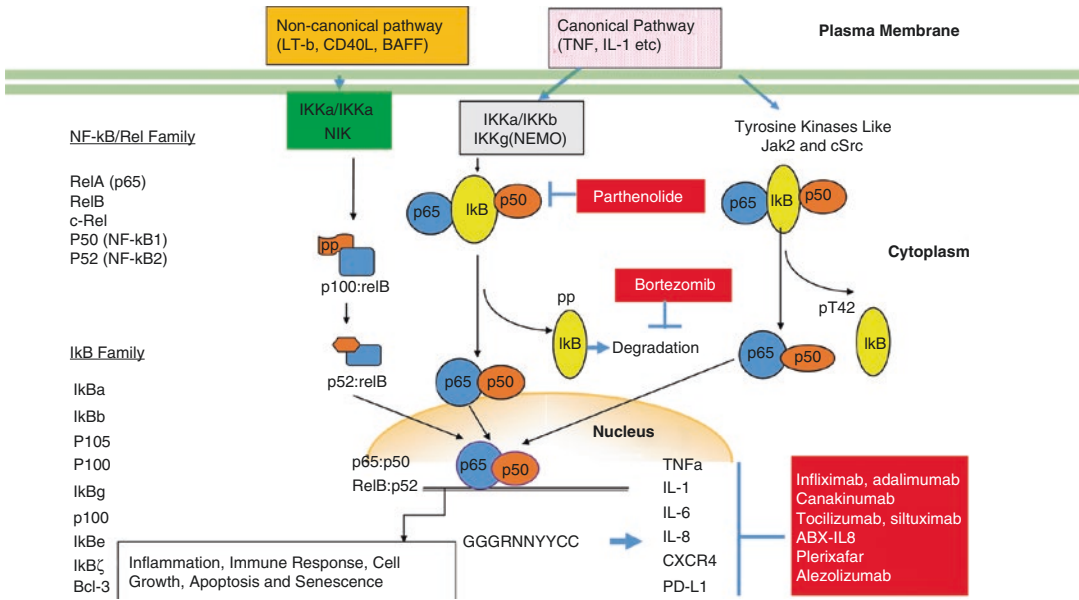 Non-canonical pathway
(LT-b, CD40L, BAFF)
Canonical Pathway
(TNF, IL-1 etc)
Plasma Membrane
IKKa/IKKa
NIK
IKKa/IKKb
IKKg(NEMO)
Tyrosine Kinases Like
Jak2 and cSrc
NF-kB/Rel Family
RelA (p65)
RelB
c-Rel
P50 (NF-kB1)
P52 (NF-kB2)
p65
IkB
p50
Parthenolide
p65
IkB
p50
Cytoplasm
pp
p100:relB
Bortezomib
pp
IkB
Degradation
pT42
IkB
p65
p50
p52:relB
p65
p50
IkB Family
IkBa
IkBb
P105
P100
IkBg
p100
IkBe
IkBζ
Bcl-3
Nucleus
p65:p50
RelB:p52
p65
p50
GGGRNNYYCC
TNFa
IL-1
IL-6
IL-8
CXCR4
PD-L1
Infliximab, adalimumab
Canakinumab
Tocilizumab, siltuximab
ABX-IL8
Plerixafar
Alezolizumab
Inflammation, Immune Response, Cell
Growth, Apoptosis and Senescence